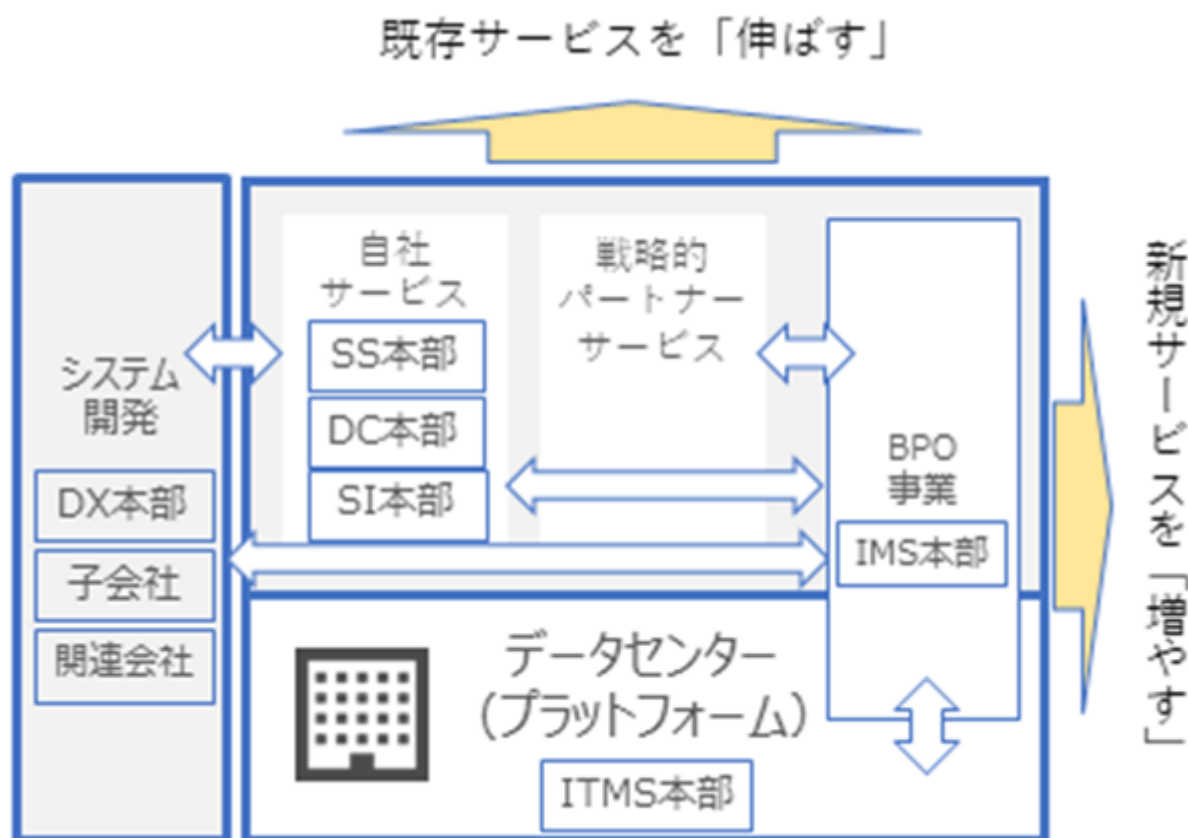 既存サービスを「伸ばす」
自社
サービス
SS本部
DC本部
SI本部
戦略的
パートナー
サービス
システム
開発
DX本部
子会社
関連会社
BPO
事業
IMS本部
データセンター
(プラットフォーム)
ITMS本部
新規サービスを「増やす」